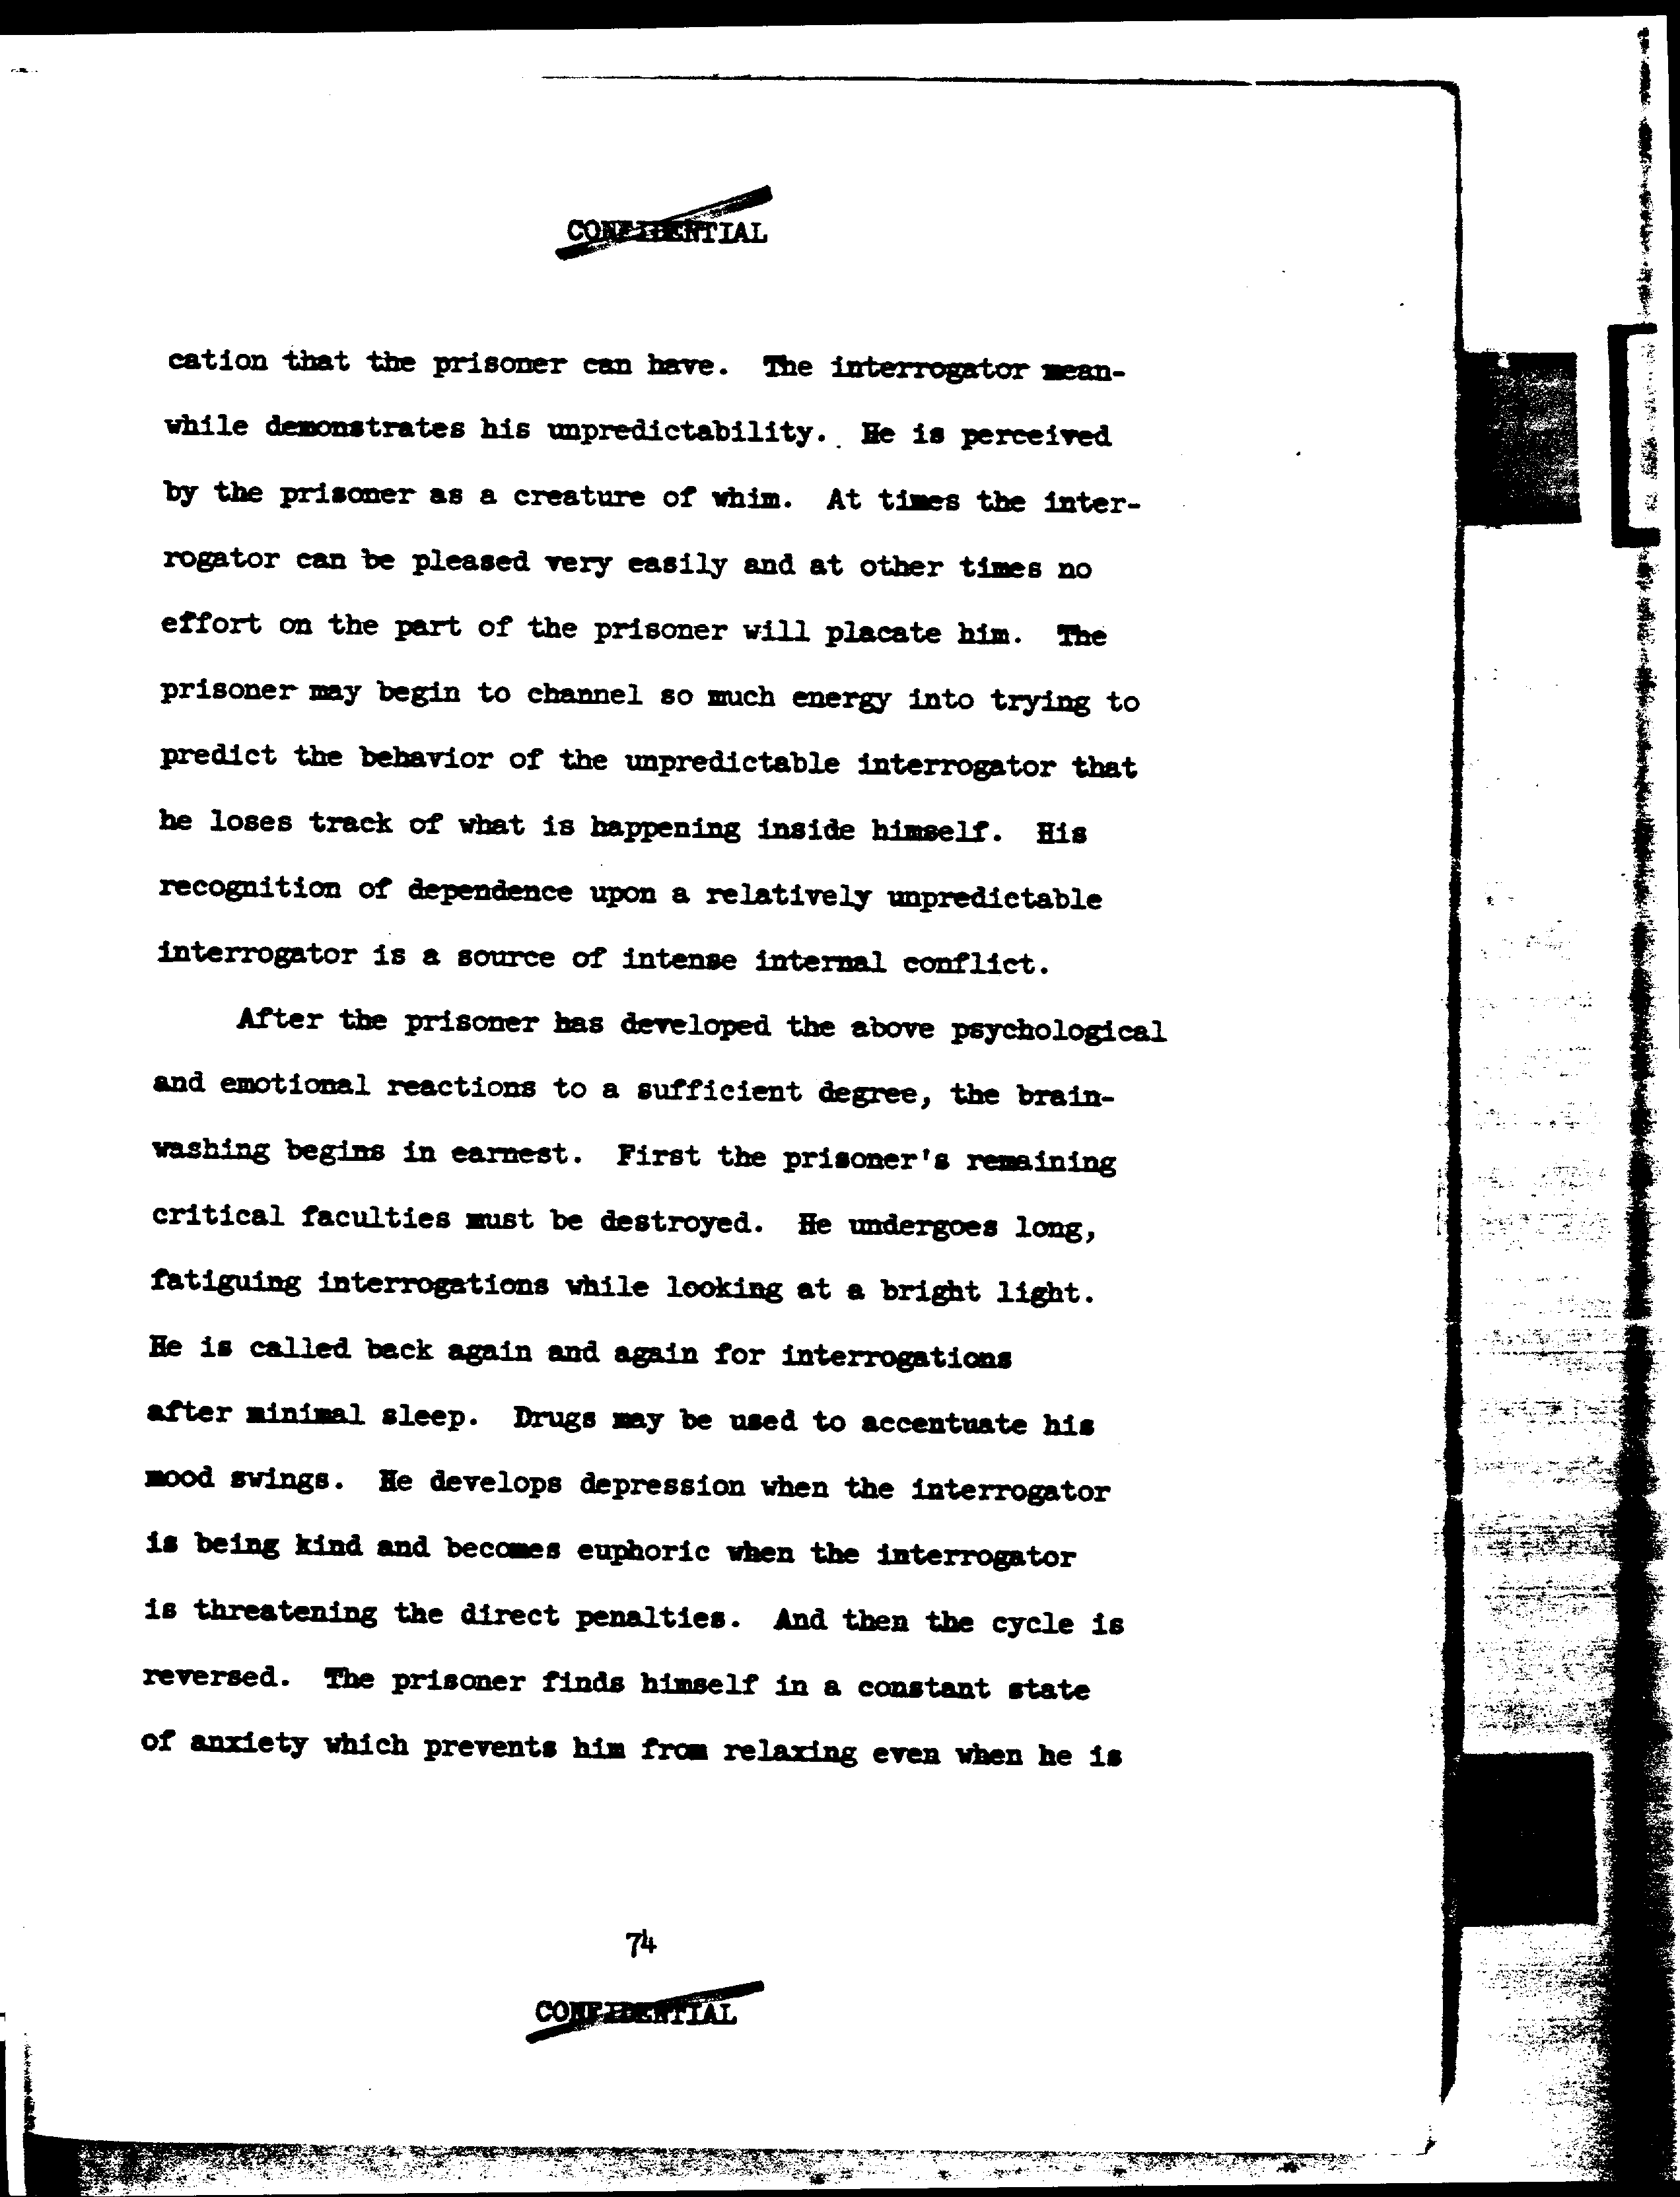 CONFIDENTIAL
cation that the prisoner can have. The interrogator mean-
while demonstrates his unpredictability. He is perceived
by the prisoner as a creature of whim. At times the inter-
rogator can be pleased very easily and at other times no
effort on the part of the prisoner will placate him. The
prisoner may begin to channel so much energy into trying to
predict the behavior of the unpredictable interrogator that
he loses track of what is happening inside himself. His
recognition of dependence upon a relatively unpredictable
interrogator is a source of intense internal conflict.
After the prisoner has developed the above psychological
and emotional reactions to a sufficient degree, the brain-
washing begins in earnest. First the prisoner's remaining
critical faculties must be destroyed. He undergoes long,
fatiguing interrogations while looking at a bright light.
He is called back again and again for interrogations
after minimal sleep. Drugs may be used to accentuate his
mood swings. He develops depression when the interrogator
is being kind and becomes euphoric when the interrogator
is threatening the direct penalties. And then the cycle is
reversed. The prisoner finds himself in a constant state
of anxiety which prevents him from relaxing even when he is
74
CONFIDENTIAL